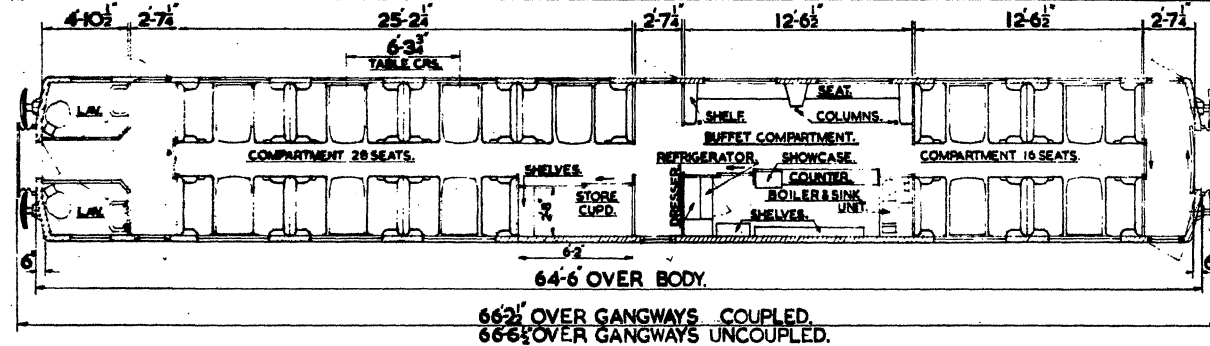 4'-10½" 2'-7¼" 25'-2¼" 2'-7¼" 12'-6½" 12'-6½" 2'-7¼"
6'-3¾"
TABLE CRS.
LAV.
SEAT.
SHELF. COLUMNS.
BUFFET COMPARTMENT.
COMPARTMENT 28 SEATS. REFRIGERATOR. SHOWCASE. COMPARTMENT 16 SEATS.
SHELVES. COUNTER.
DRESSER
STORE CUPD. BOILER & SINK UNIT.
LAV. SHELVES.
6'-2"
6"
64'-6" OVER BODY.
66'2½" OVER GANGWAYS COUPLED.
66'-6½" OVER GANGWAYS UNCOUPLED.